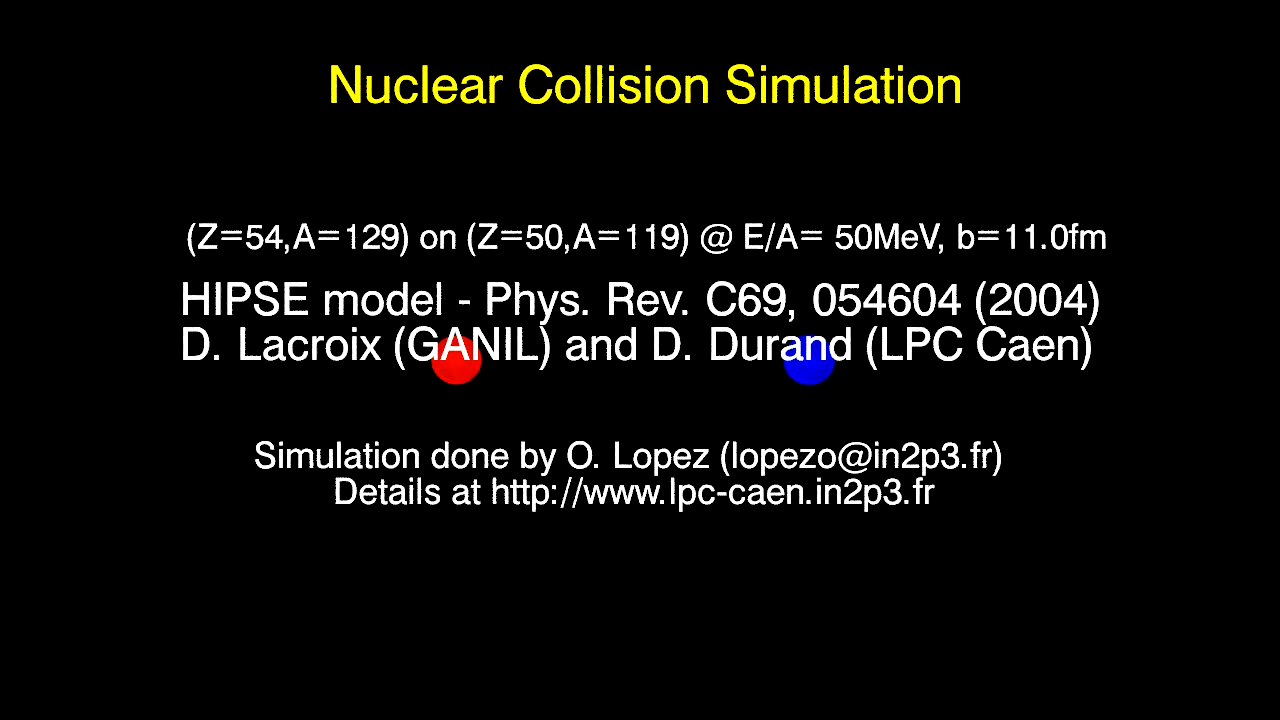 Nuclear Collision Simulation
(Z=54,A=129) on (Z=50,A=119) @ E/A= 50MeV, b=11.0fm
HIPSE model - Phys. Rev. C69, 054604 (2004)
D. Lacroix (GANIL) and D. Durand (LPC Caen)
Simulation done by O. Lopez (lopezo@in2p3.fr)
Details at http://www.lpc-caen.in2p3.fr